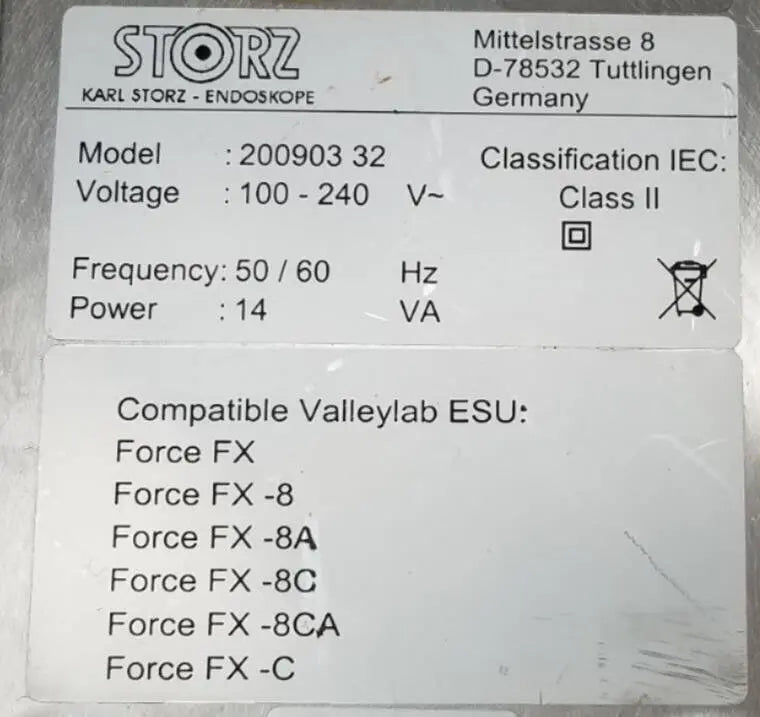 STORZ
KARL STORZ - ENDOSKOPE
Mittelstrasse 8
D-78532 Tuttlingen
Germany
Model : 200903 32
Voltage : 100 - 240 V~
Frequency: 50 / 60 Hz
Power : 14 VA
Classification IEC:
Class II
Compatible Valleylab ESU:
Force FX
Force FX -8
Force FX -8A
Force FX -8C
Force FX -8CA
Force FX -C